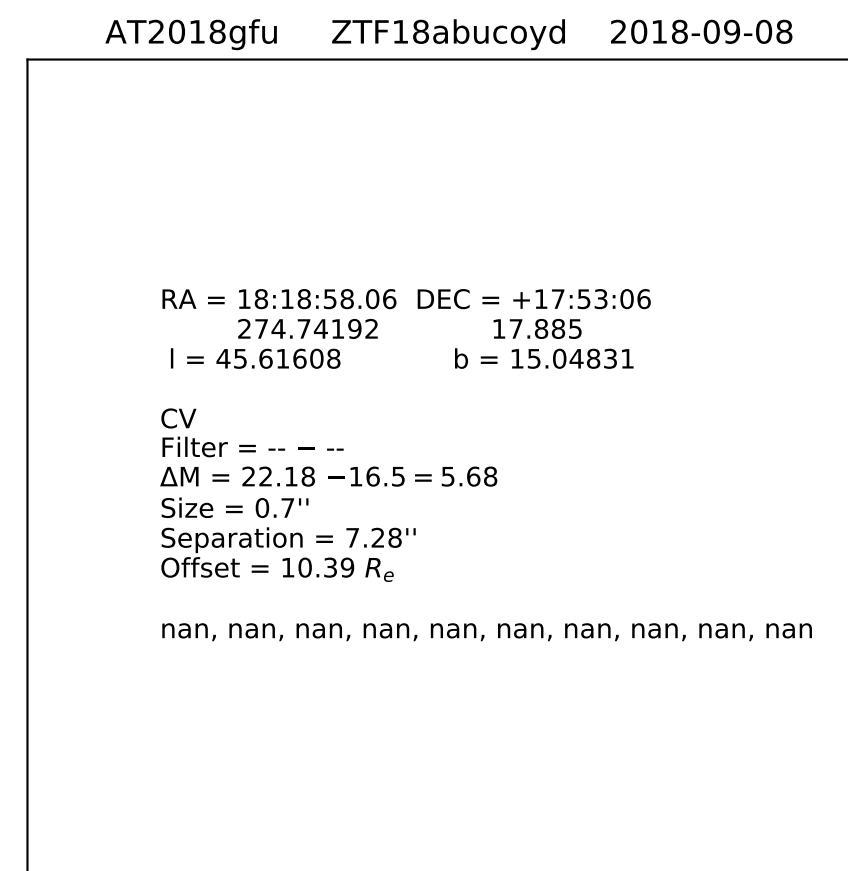 AT2018gfu ZTF18abucoyd 2018-09-08
RA = 18:18:58.06 DEC = +17:53:06
274.74192 17.885
l = 45.61608 b = 15.04831
CV
Filter = -- − --
ΔM = 22.18 −16.5 = 5.68
Size = 0.7''
Separation = 7.28''
Offset = 10.39 Rₑ
nan, nan, nan, nan, nan, nan, nan, nan, nan, nan